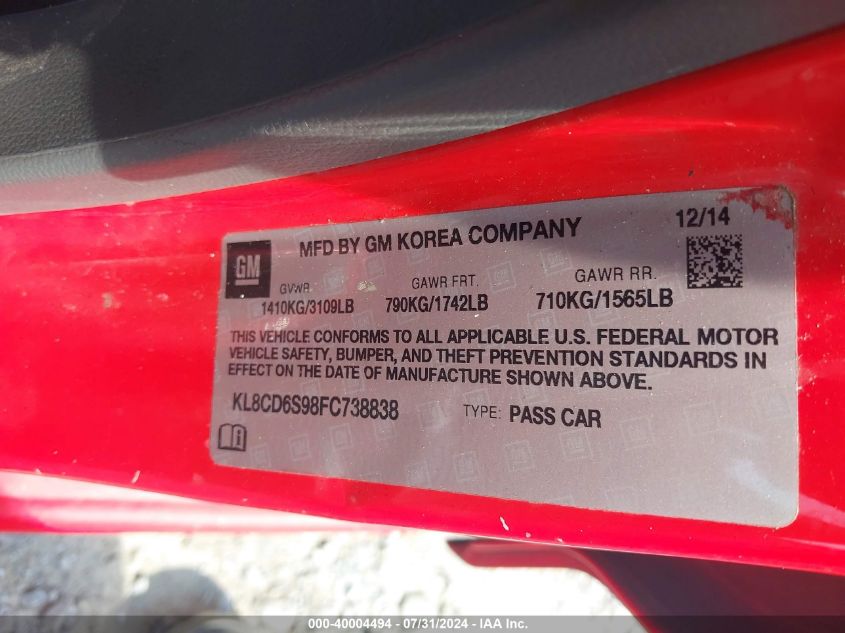 MFD BY GM KOREA COMPANY
12/14
GM
GVWR
GAWR FRT.
GAWR RR.
1410KG/3109LB
790KG/1742LB
710KG/1565LB
THIS VEHICLE CONFORMS TO ALL APPLICABLE U.S. FEDERAL MOTOR
VEHICLE SAFETY, BUMPER, AND THEFT PREVENTION STANDARDS IN
EFFECT ON THE DATE OF MANUFACTURE SHOWN ABOVE.
KL8CD6S98FC738838
TYPE: PASS CAR
000-40004494 - 07/31/2024 - IAA Inc.